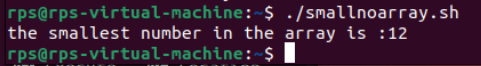 rps@rps-virtual-machine:~$ ./smallnoarray.sh
the smallest number in the array is :12
rps@rps-virtual-machine:~$